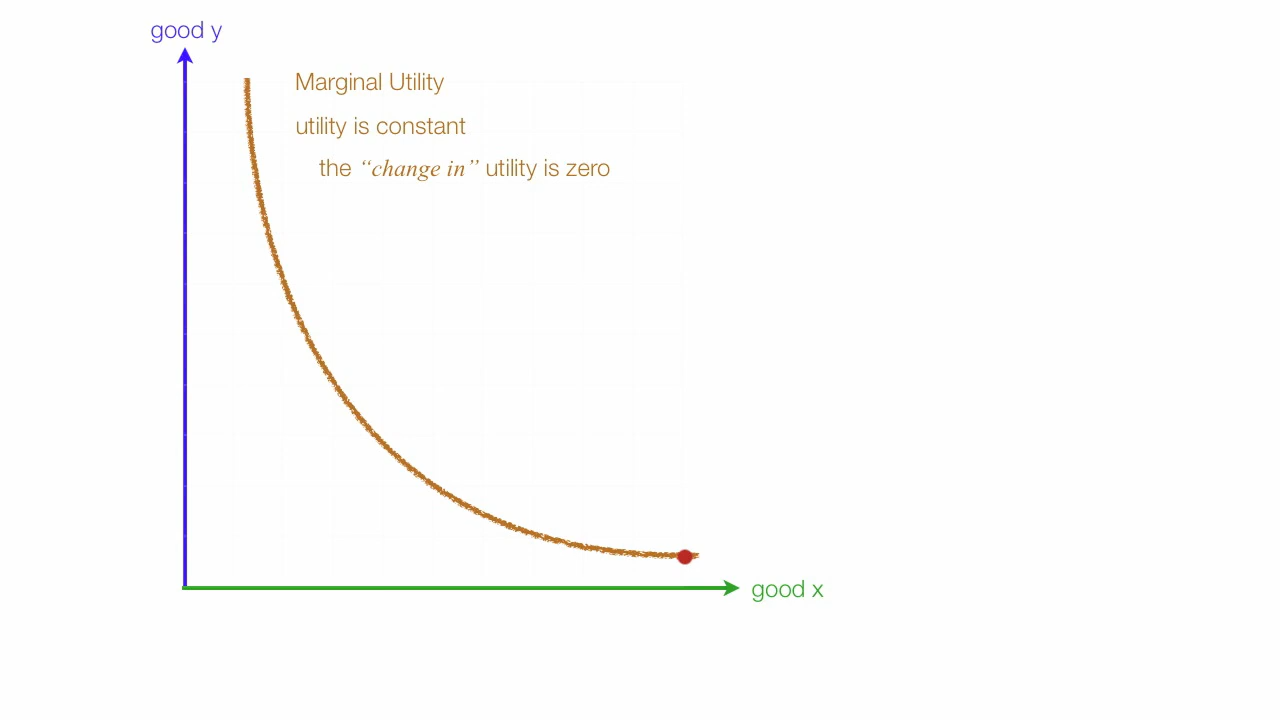 good y
Marginal Utility
utility is constant
the “change in” utility is zero
good x